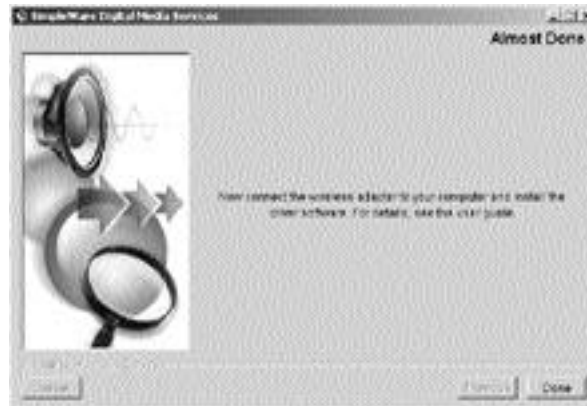 SimpleWare Digital Media Services
Almost Done
Now connect the wireless adapter to your computer and install the
driver software. For details, see the user guide.
Cancel
Previous
Done